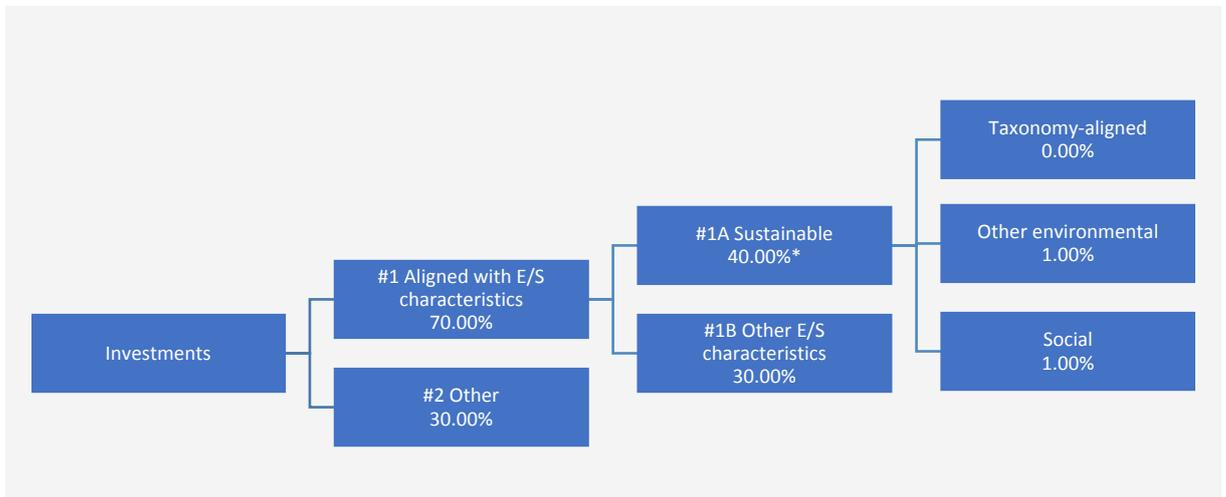 Investments
#1 Aligned with E/S
characteristics
70.00%
#2 Other
30.00%
#1A Sustainable
40.00%*
#1B Other E/S
characteristics
30.00%
Taxonomy-aligned
0.00%
Other environmental
1.00%
Social
1.00%